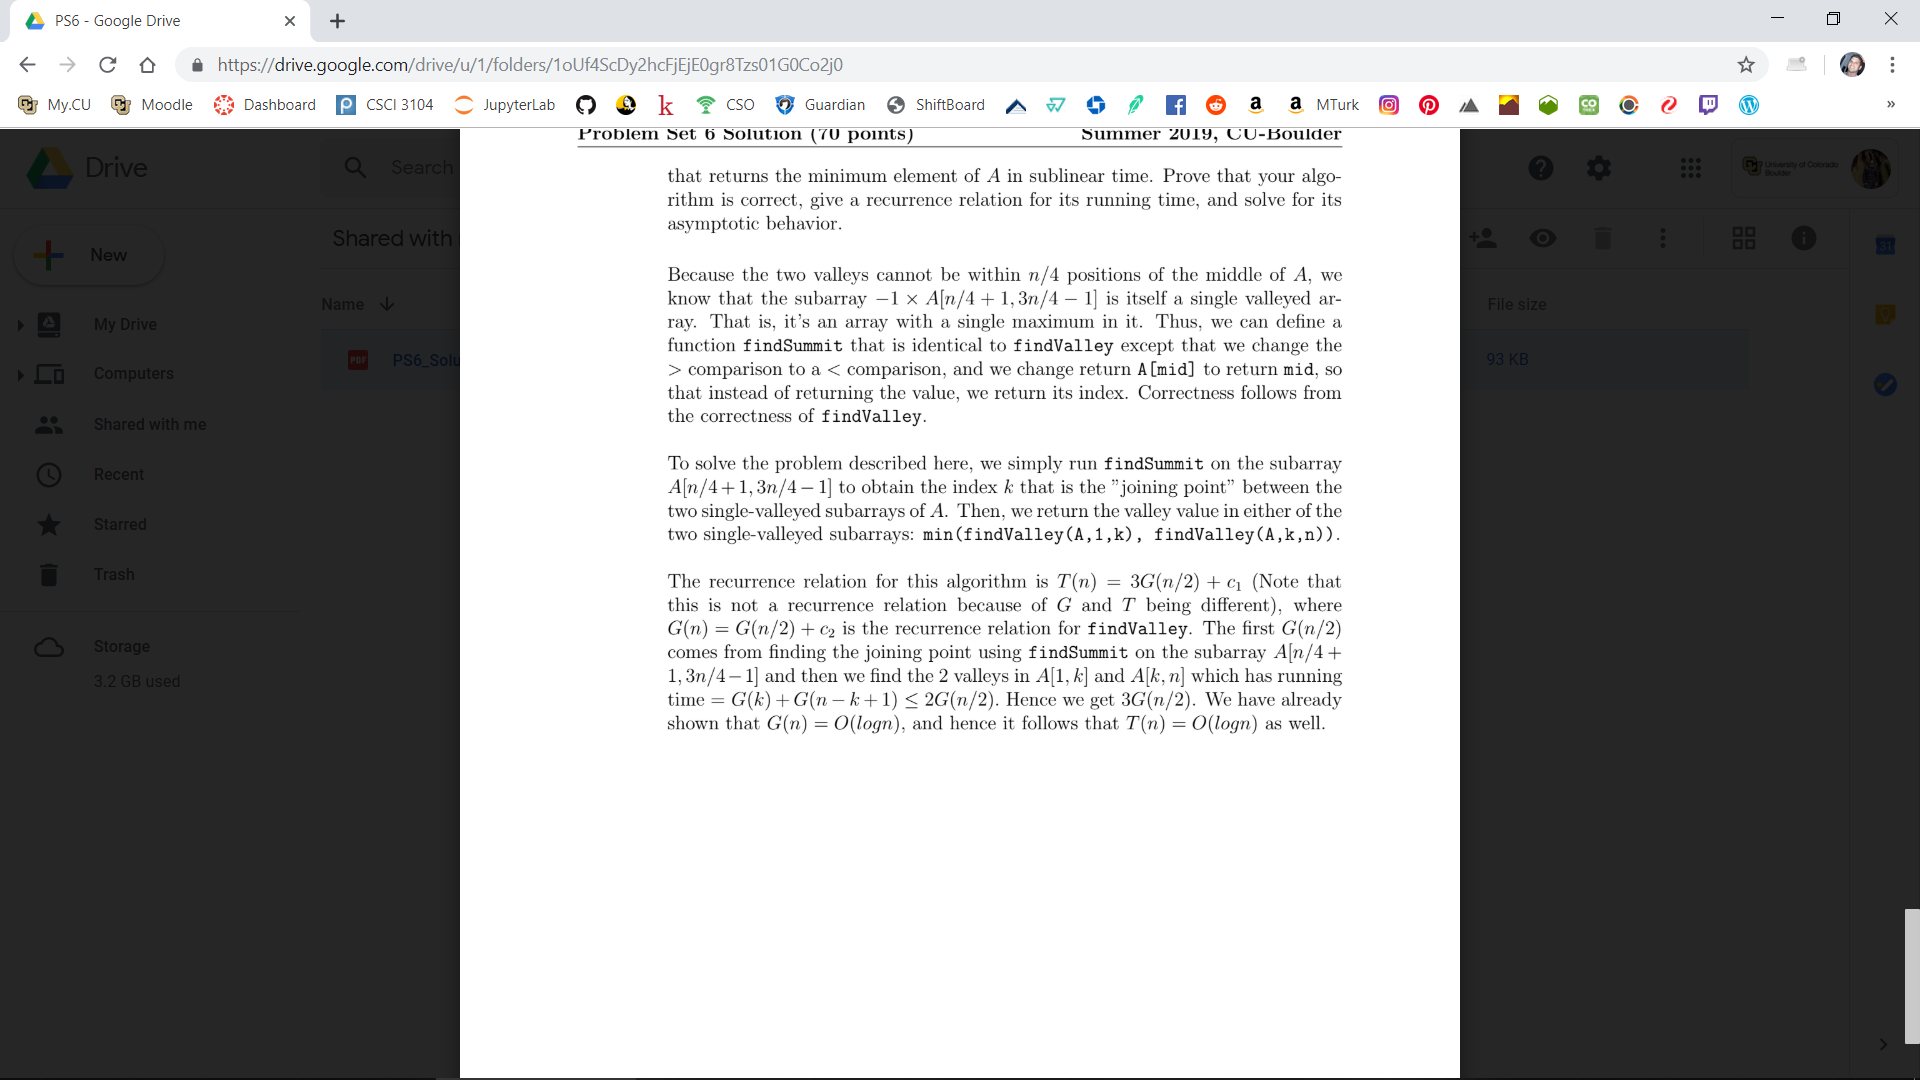 PS6 - Google Drive
https://drive.google.com/drive/u/1/folders/1oUf4ScDy2hcFjEjE0gr8Tzs01G0Co2j0
My.CU Moodle Dashboard CSCI 3104 JupyterLab CSO Guardian ShiftBoard MTurk
Problem Set 6 Solution (70 points) Summer 2019, CU-Boulder
Drive
Search
University of Colorado
Boulder
New
Shared with
Name
File size
My Drive
PS6_Solu
93 KB
Computers
Shared with me
Recent
Starred
Trash
Storage
3.2 GB used
that returns the minimum element of A in sublinear time. Prove that your algo-
rithm is correct, give a recurrence relation for its running time, and solve for its
asymptotic behavior.
Because the two valleys cannot be within n/4 positions of the middle of A, we
know that the subarray −1 × A[n/4 + 1, 3n/4 − 1] is itself a single valleyed ar-
ray. That is, it's an array with a single maximum in it. Thus, we can define a
function findSummit that is identical to findValley except that we change the
> comparison to a < comparison, and we change return A[mid] to return mid, so
that instead of returning the value, we return its index. Correctness follows from
the correctness of findValley.
To solve the problem described here, we simply run findSummit on the subarray
A[n/4 + 1, 3n/4 − 1] to obtain the index k that is the ”joining point” between the
two single-valleyed subarrays of A. Then, we return the valley value in either of the
two single-valleyed subarrays: min(findValley(A,1,k), findValley(A,k,n)).
The recurrence relation for this algorithm is T(n) = 3G(n/2) + c₁ (Note that
this is not a recurrence relation because of G and T being different), where
G(n) = G(n/2) + c₂ is the recurrence relation for findValley. The first G(n/2)
comes from finding the joining point using findSummit on the subarray A[n/4 +
1, 3n/4 − 1] and then we find the 2 valleys in A[1, k] and A[k, n] which has running
time = G(k) + G(n − k + 1) ≤ 2G(n/2). Hence we get 3G(n/2). We have already
shown that G(n) = O(logn), and hence it follows that T(n) = O(logn) as well.